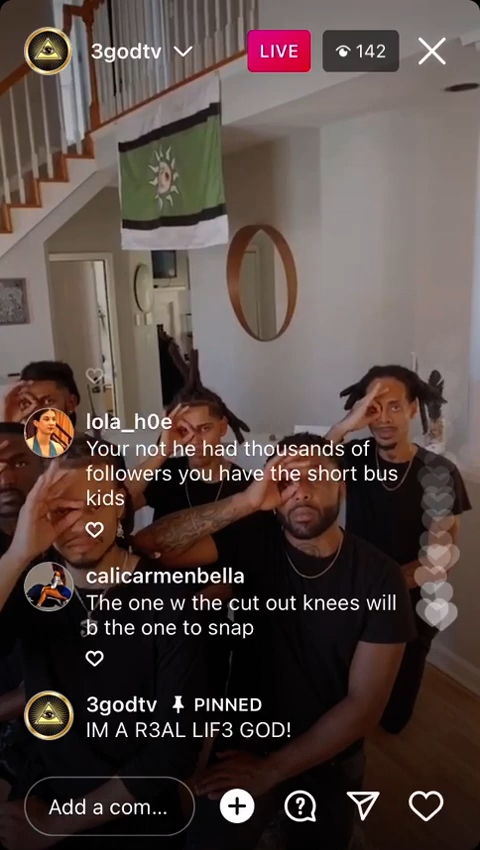 3godtv
LIVE
142
lola_h0e
Your not he had thousands of
followers you have the short bus
kids
calicarmenbella
The one w the cut out knees will
b the one to snap
3godtv PINNED
IM A R3AL LIF3 GOD!
Add a com...